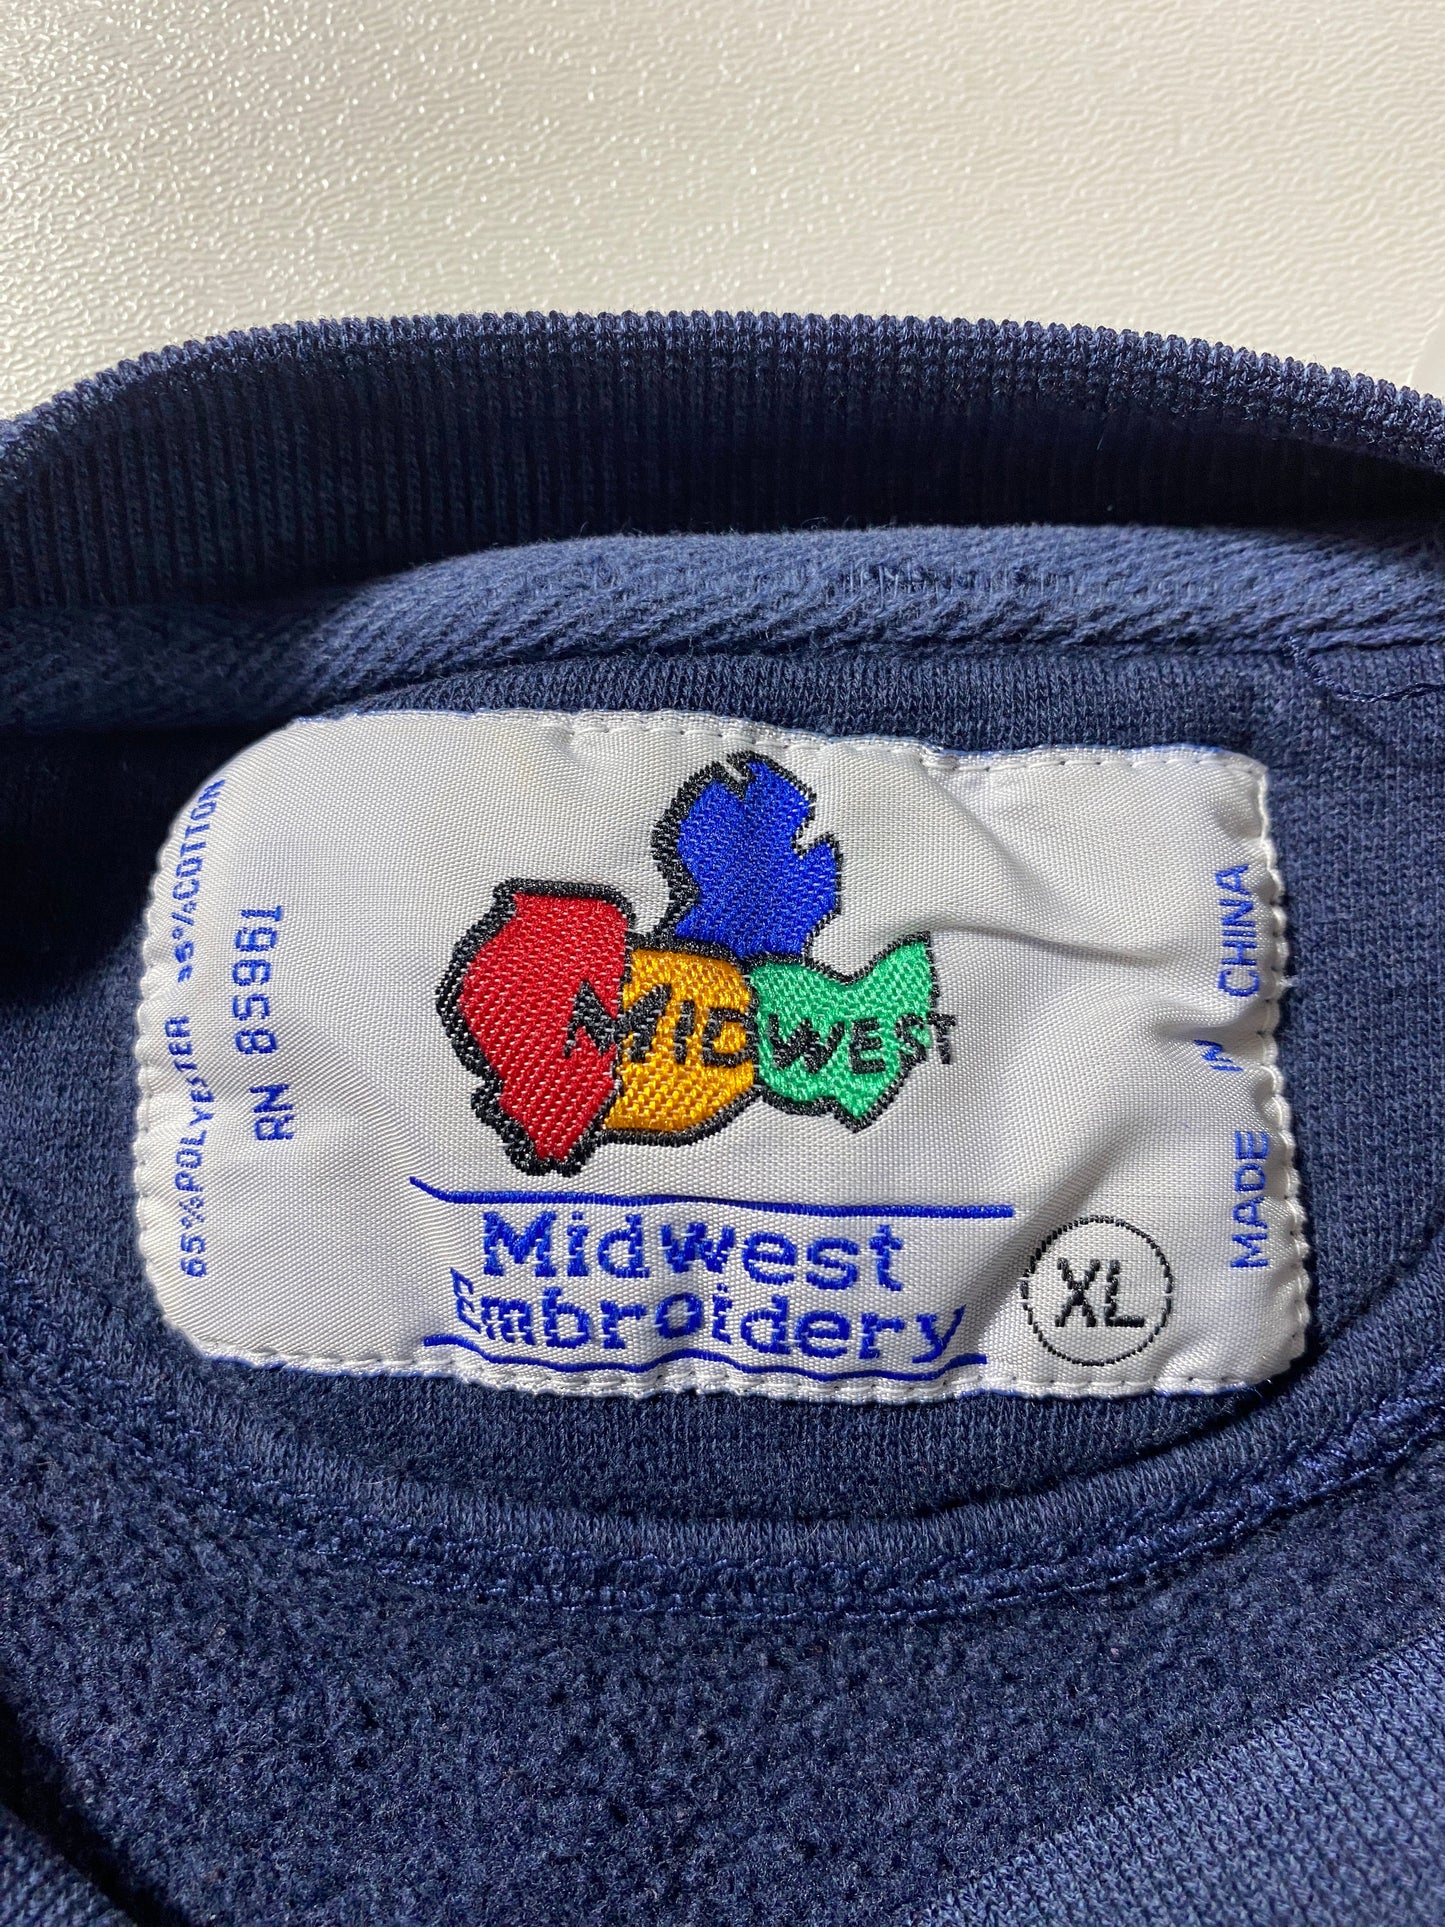 65%POLYESTER 35%COTTON
RN 85961
MIDWEST
Midwest
Embroidery
XL
MADE IN CHINA